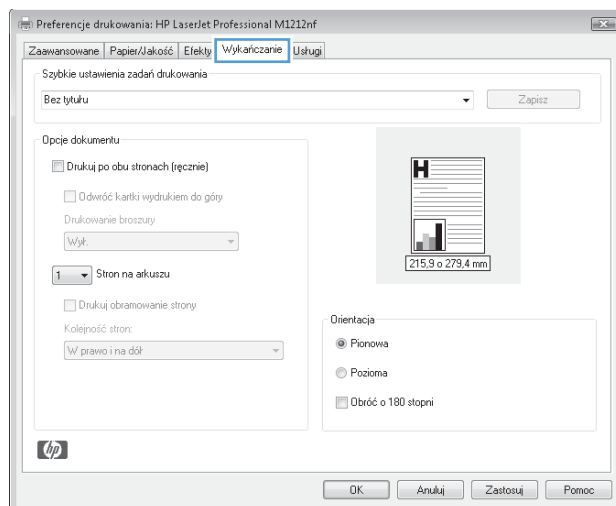 Preferencje drukowania: HP LaserJet Professional M1212nf
Zaawansowane Papier/Jakość Efekty Wykańczanie Usługi
Szybkie ustawienia zadań drukowania
Bez tytułu Zapisz
Opcje dokumentu
Drukuj po obu stronach (ręcznie)
Odwróć kartki wydrukiem do góry
Drukowanie broszury
Wył.
1 Stron na arkuszu
Drukuj obramowanie strony
Kolejność stron:
W prawo i na dół
H
215,9 o 279,4 mm
Orientacja
Pionowa
Pozioma
Obróć o 180 stopni
hp
OK Anuluj Zastosuj Pomoc